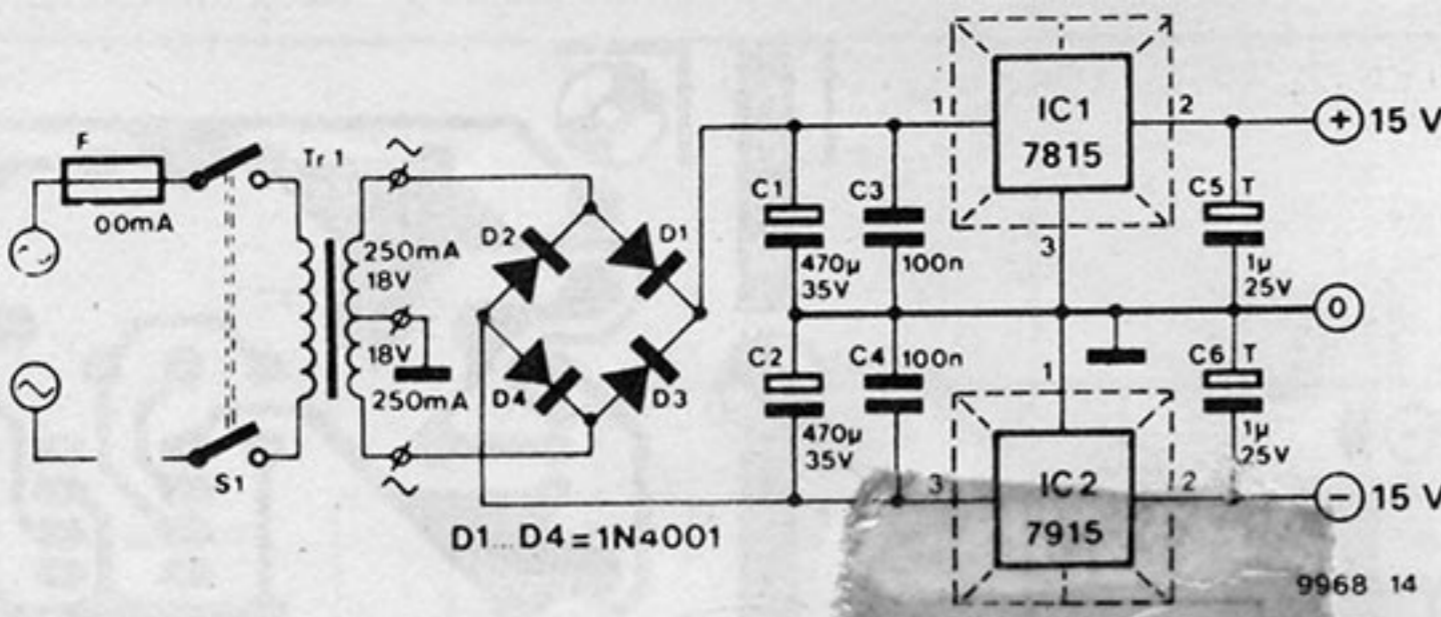 F
00mA
S1
Tr 1
~
250mA
18V
18V
250mA
~
D2
D1
D4
D3
D1...D4=1N4001
C1
470µ
35V
C3
100n
C2
470µ
35V
C4
100n
1
IC1
7815
2
3
1
3
IC2
7915
2
C5 T
1µ
25V
C6 T
1µ
25V
+ 15 V
0
− 15 V
9968 14